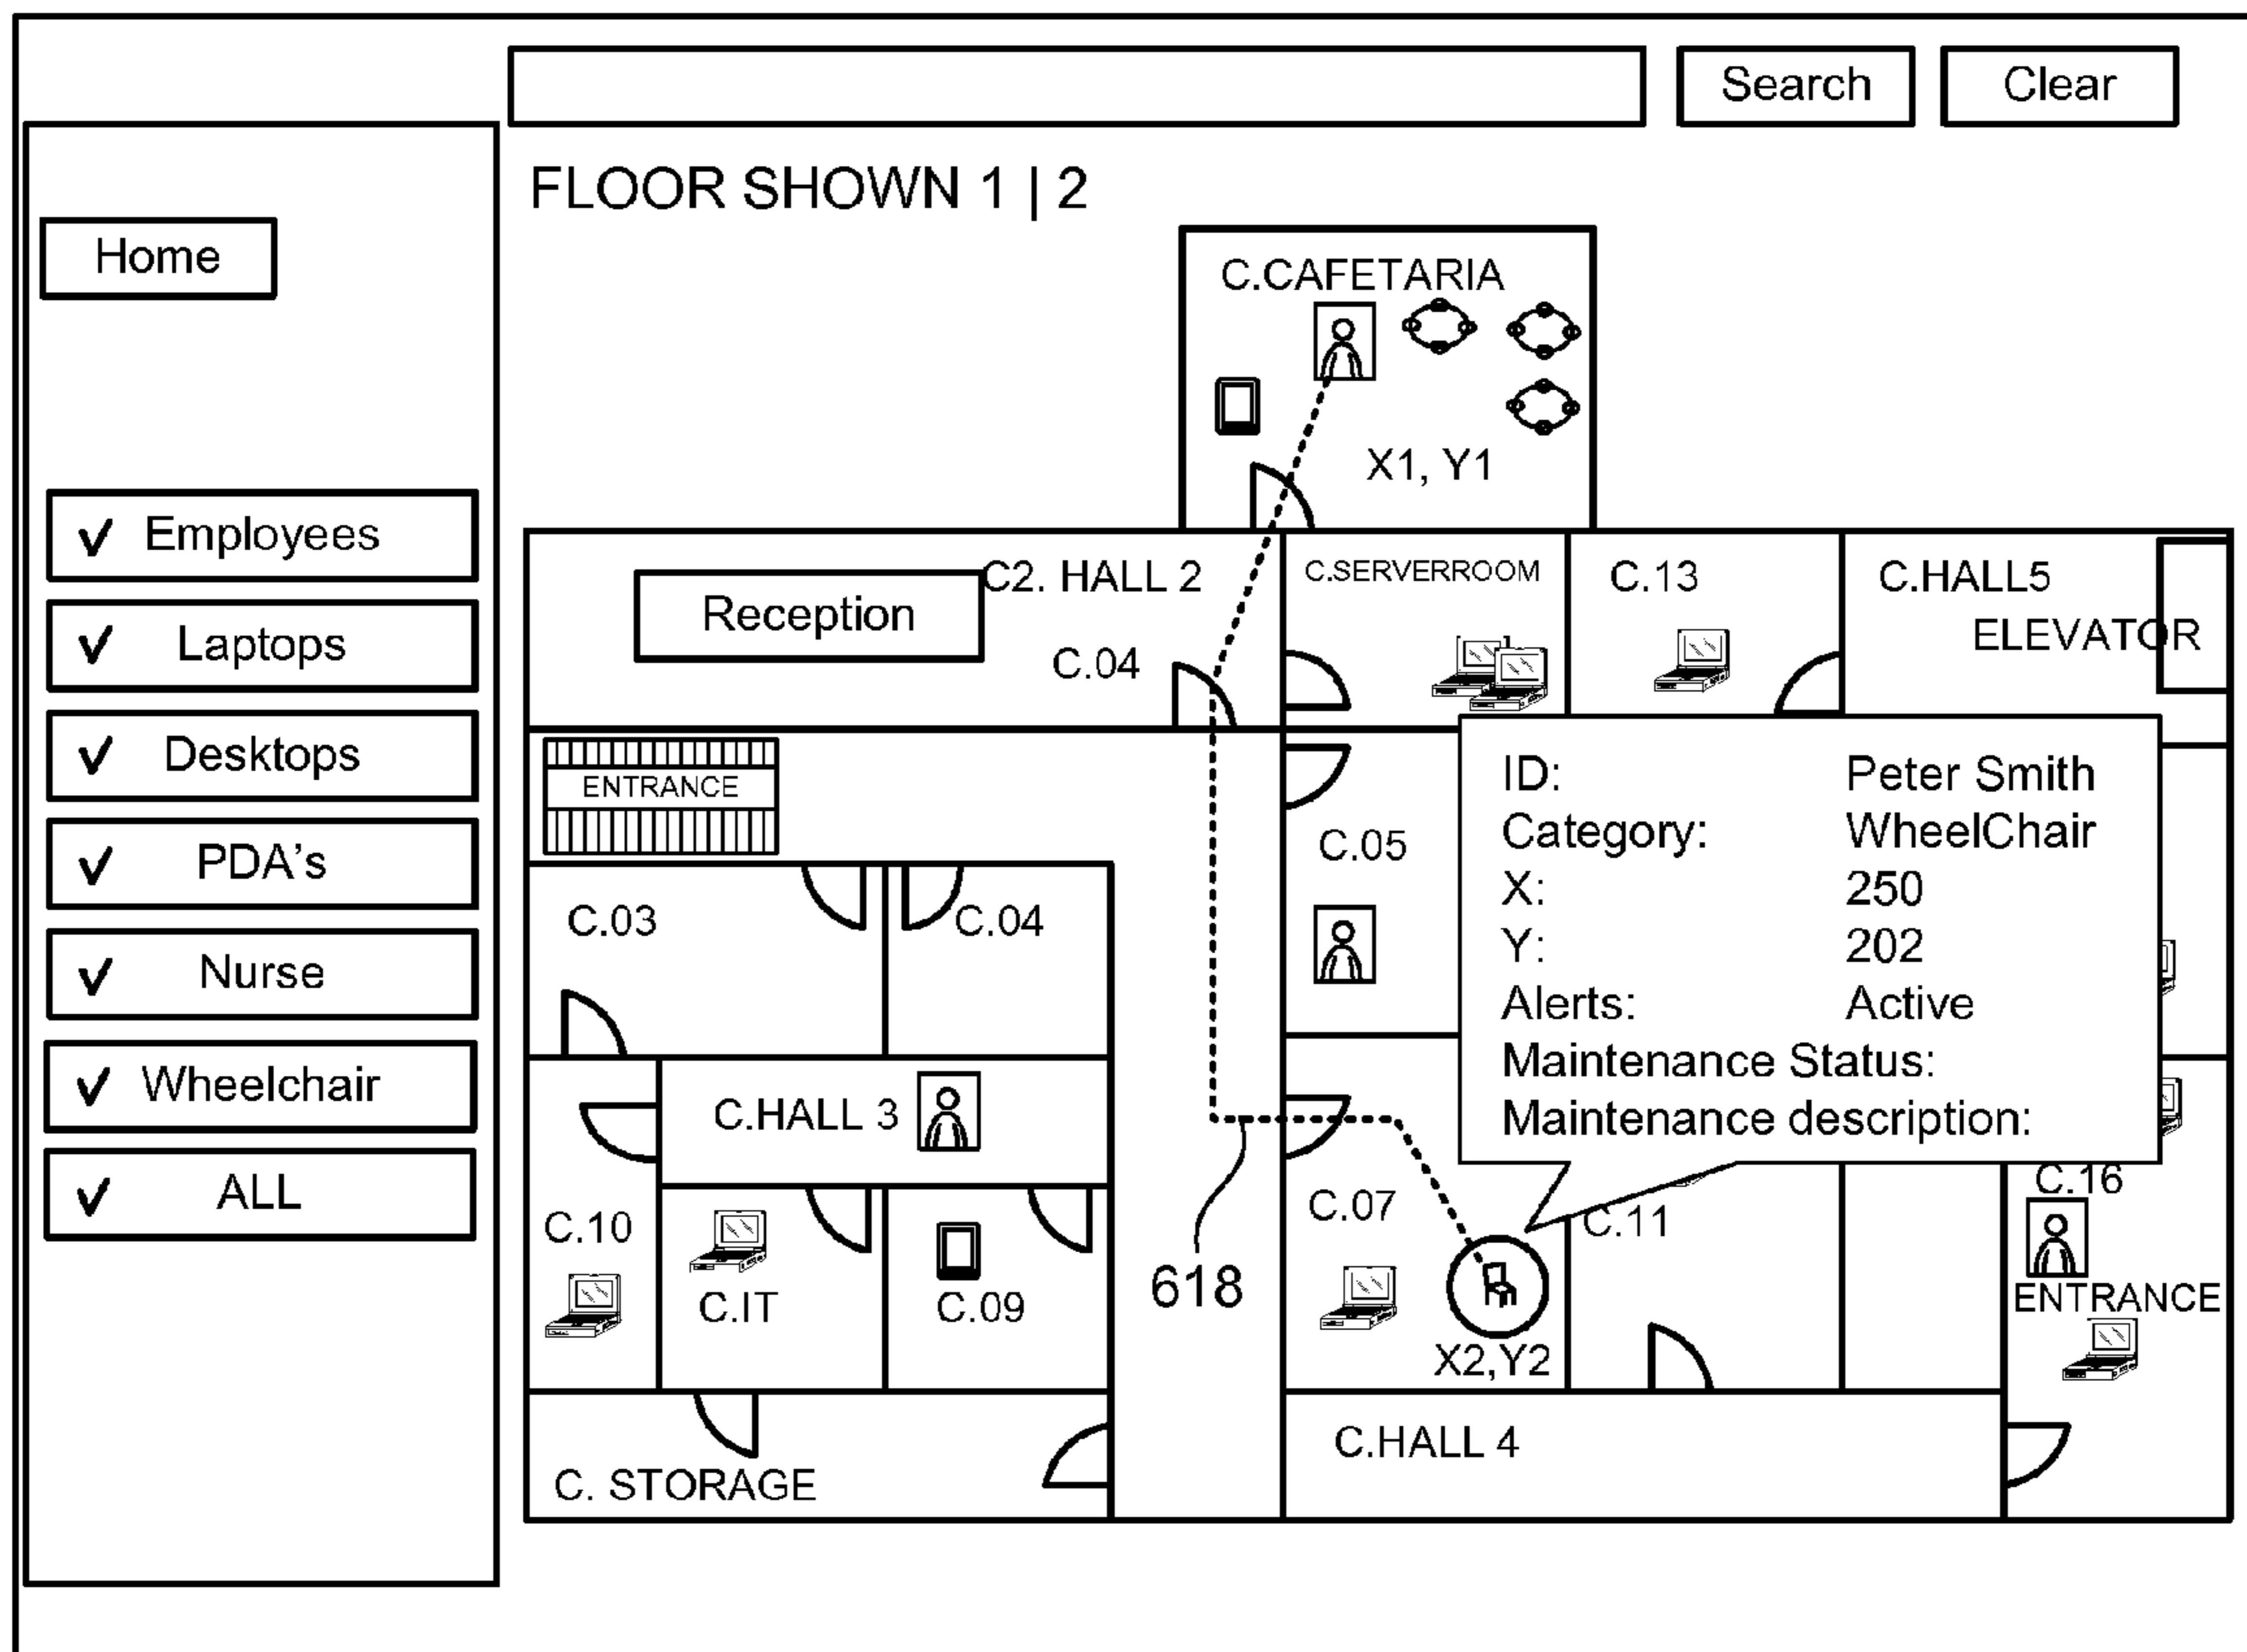 Search Clear
FLOOR SHOWN 1 | 2
Home
Employees
Laptops
Desktops
PDA's
Nurse
Wheelchair
ALL
C.CAFETARIA
X1, Y1
C2. HALL 2
Reception
C.04
C.SERVERROOM
C.13
C.HALL5
ELEVATOR
ENTRANCE
C.03
C.04
C.05
ID: Peter Smith
Category: WheelChair
X: 250
Y: 202
Alerts: Active
Maintenance Status:
Maintenance description:
C.HALL 3
C.10
C.IT
C.09
618
C.07
X2,Y2
C.11
C.16
ENTRANCE
C. STORAGE
C.HALL 4